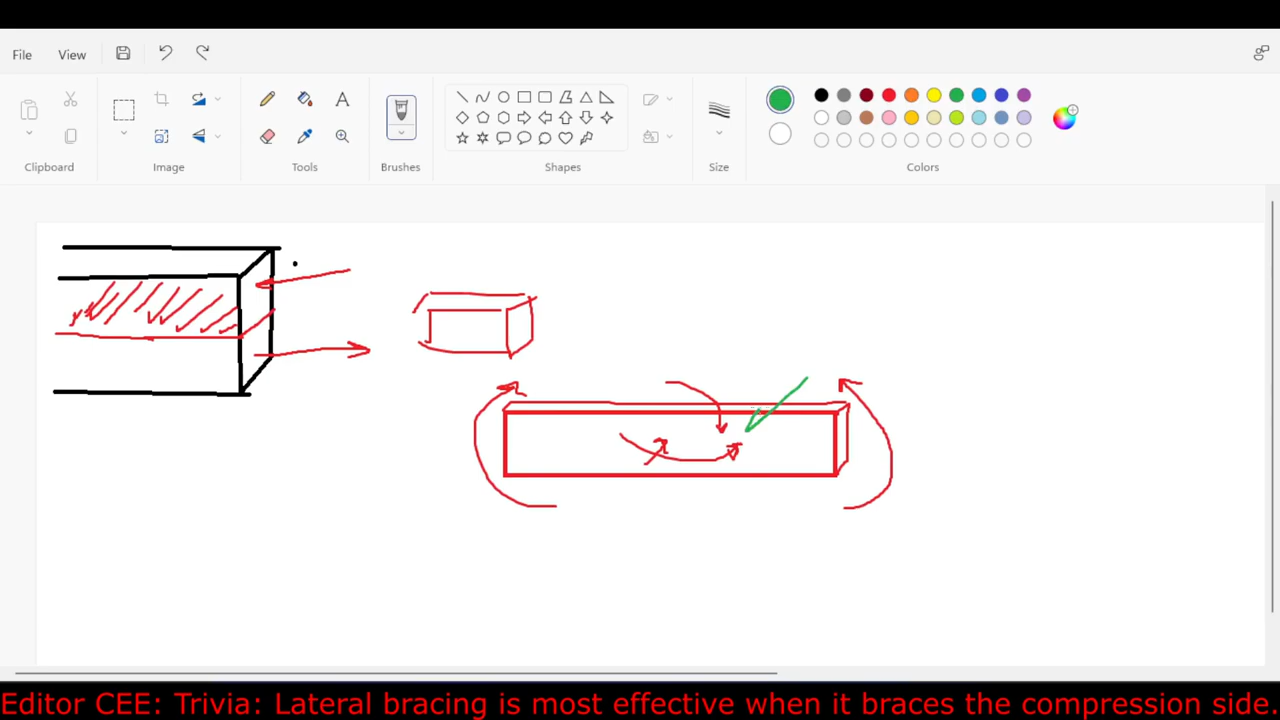 File View
Clipboard Image Tools Brushes Shapes Size Colors
Editor CEE: Trivia: Lateral bracing is most effective when it braces the compression side.